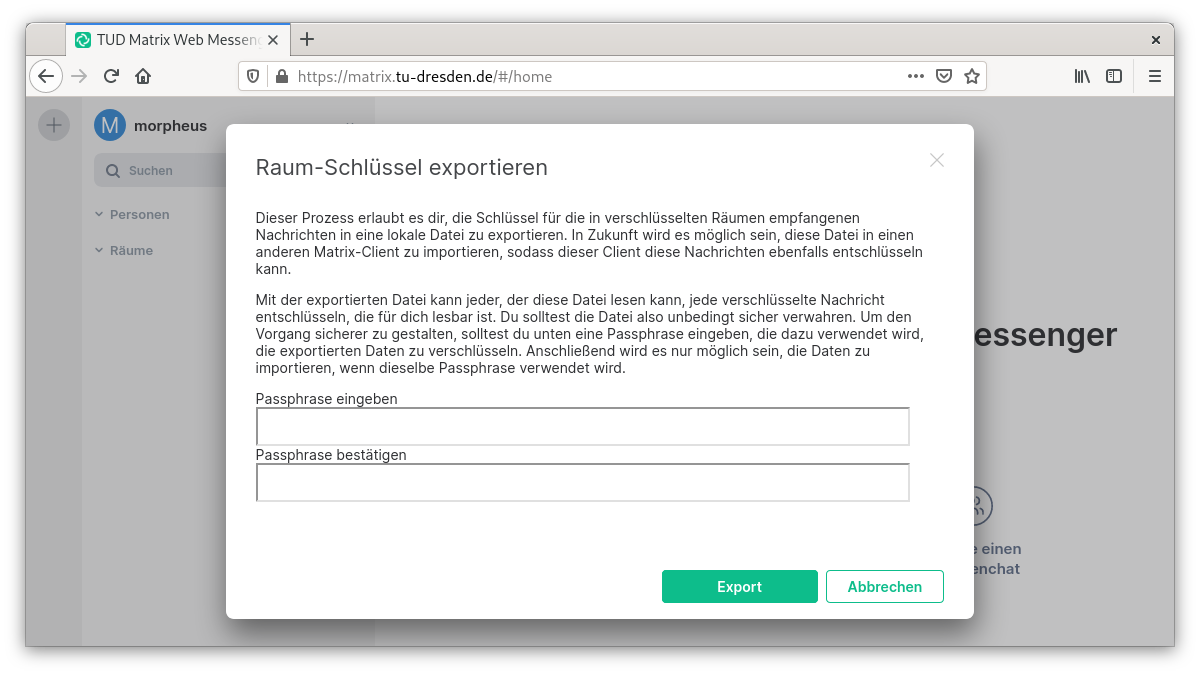 TUD Matrix Web Messeng
https://matrix.tu-dresden.de/#/home
M morpheus
Suchen
Personen
Räume
Raum-Schlüssel exportieren
Dieser Prozess erlaubt es dir, die Schlüssel für die in verschlüsselten Räumen empfangenen
Nachrichten in eine lokale Datei zu exportieren. In Zukunft wird es möglich sein, diese Datei in einen
anderen Matrix-Client zu importieren, sodass dieser Client diese Nachrichten ebenfalls entschlüsseln
kann.
Mit der exportierten Datei kann jeder, der diese Datei lesen kann, jede verschlüsselte Nachricht
entschlüsseln, die für dich lesbar ist. Du solltest die Datei also unbedingt sicher verwahren. Um den
Vorgang sicherer zu gestalten, solltest du unten eine Passphrase eingeben, die dazu verwendet wird,
die exportierten Daten zu verschlüsseln. Anschließend wird es nur möglich sein, die Daten zu
importieren, wenn dieselbe Passphrase verwendet wird.
Passphrase eingeben
Passphrase bestätigen
Export
Abbrechen
essenger
e einen
enchat